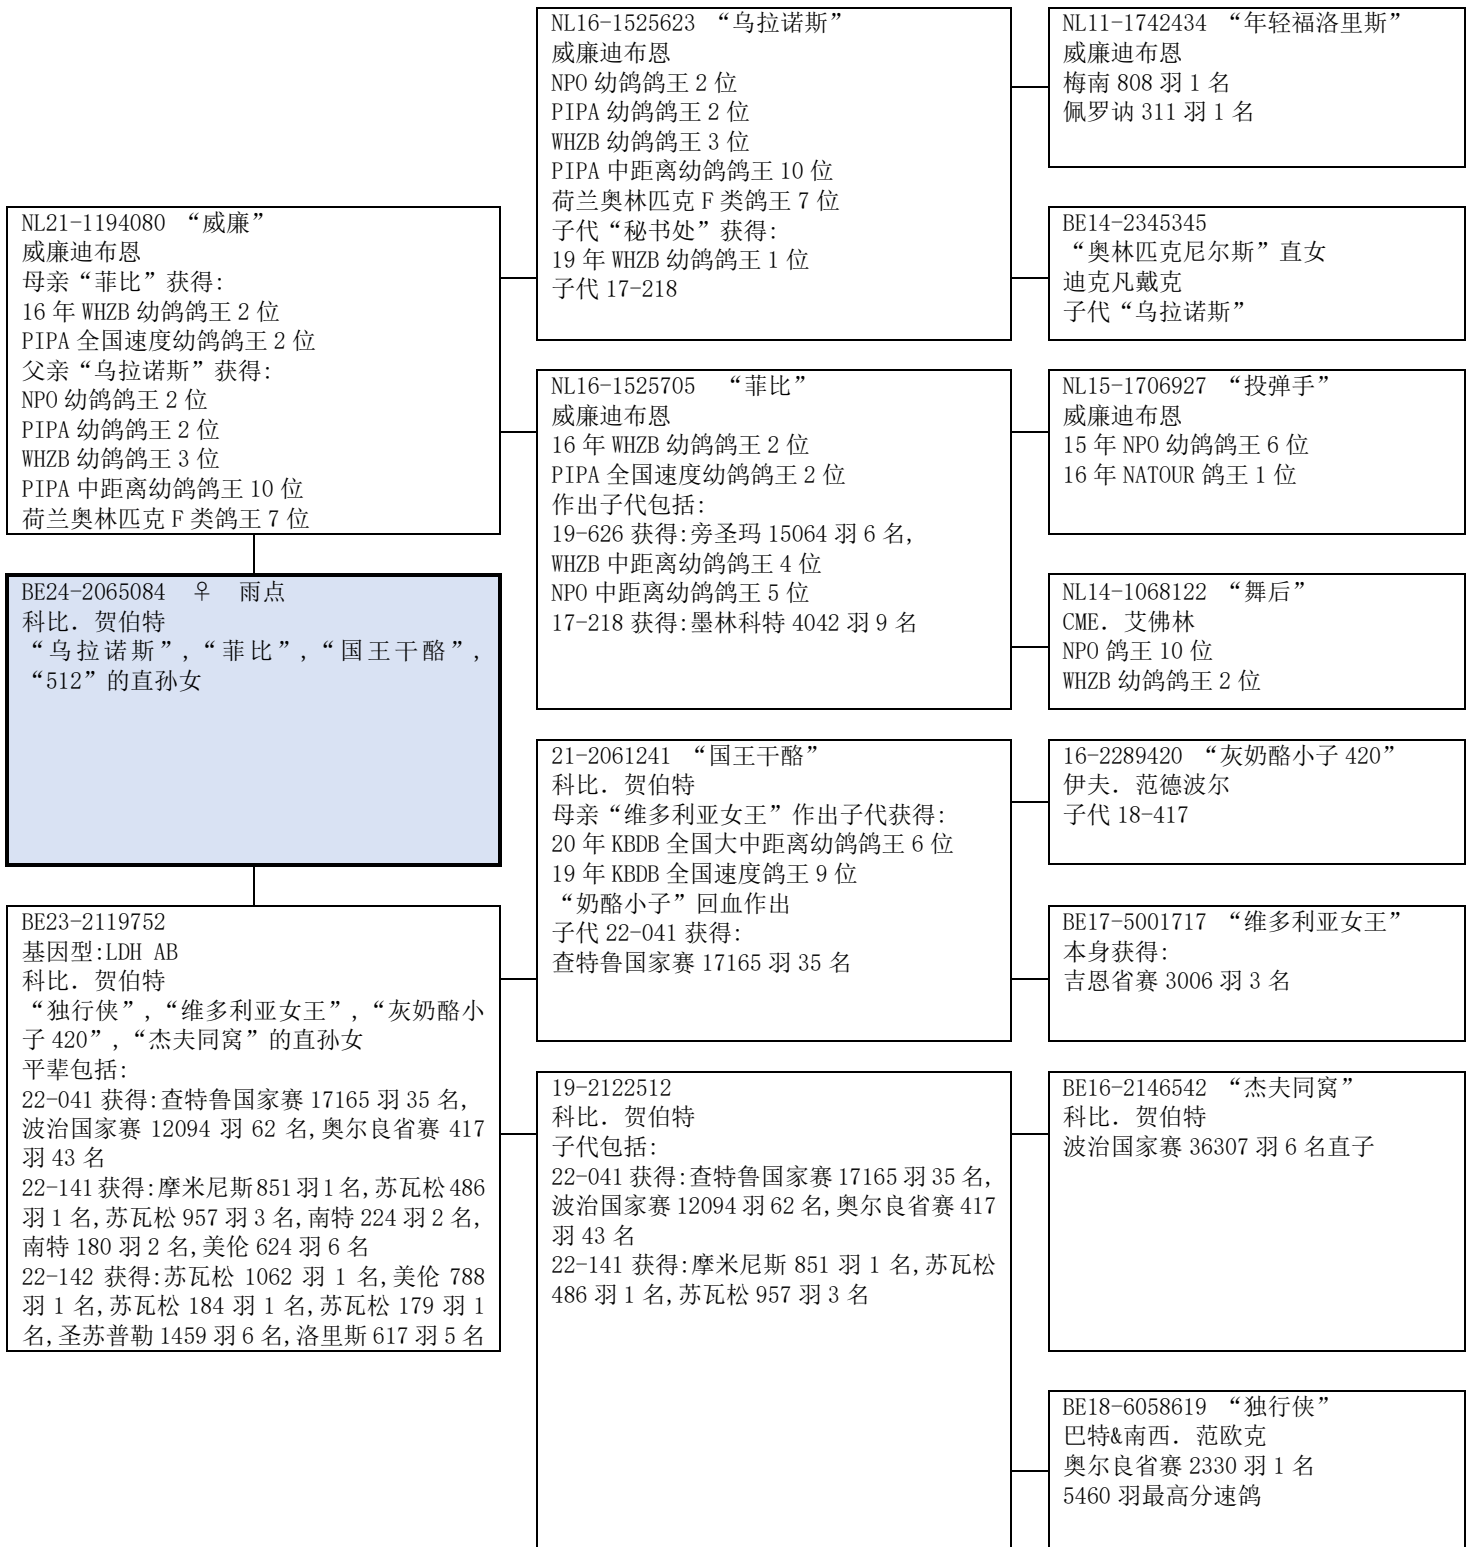 NL21-1194080 “威廉”
威廉迪布恩
母亲“菲比”获得:
16 年 WHZB 幼鸽鸽王 2 位
PIPA 全国速度幼鸽鸽王 2 位
父亲“乌拉诺斯”获得:
NPO 幼鸽鸽王 2 位
PIPA 幼鸽鸽王 2 位
WHZB 幼鸽鸽王 3 位
PIPA 中距离幼鸽鸽王 10 位
荷兰奥林匹克 F 类鸽王 7 位
BE24-2065084 ♀ 雨点
科比. 贺伯特
“乌拉诺斯”,“菲比”,“国王干酪”,
“512”的直孙女
BE23-2119752
基因型:LDH AB
科比. 贺伯特
“独行侠”,“维多利亚女王”,“灰奶酪小
子 420”,“杰夫同窝”的直孙女
平辈包括:
22-041 获得:查特鲁国家赛 17165 羽 35 名,
波治国家赛 12094 羽 62 名,奥尔良省赛 417
羽 43 名
22-141 获得:摩米尼斯 851 羽 1 名,苏瓦松 486
羽 1 名,苏瓦松 957 羽 3 名,南特 224 羽 2 名,
南特 180 羽 2 名,美伦 624 羽 6 名
22-142 获得:苏瓦松 1062 羽 1 名,美伦 788
羽 1 名,苏瓦松 184 羽 1 名,苏瓦松 179 羽 1
名,圣苏普勒 1459 羽 6 名,洛里斯 617 羽 5 名
NL16-1525623 “乌拉诺斯”
威廉迪布恩
NPO 幼鸽鸽王 2 位
PIPA 幼鸽鸽王 2 位
WHZB 幼鸽鸽王 3 位
PIPA 中距离幼鸽鸽王 10 位
荷兰奥林匹克 F 类鸽王 7 位
子代“秘书处”获得:
19 年 WHZB 幼鸽鸽王 1 位
子代 17-218
NL16-1525705 “菲比”
威廉迪布恩
16 年 WHZB 幼鸽鸽王 2 位
PIPA 全国速度幼鸽鸽王 2 位
作出子代包括:
19-626 获得:旁圣玛 15064 羽 6 名,
WHZB 中距离幼鸽鸽王 4 位
NPO 中距离幼鸽鸽王 5 位
17-218 获得:墨林科特 4042 羽 9 名
21-2061241 “国王干酪”
科比. 贺伯特
母亲“维多利亚女王”作出子代获得:
20 年 KBDB 全国大中距离幼鸽鸽王 6 位
19 年 KBDB 全国速度鸽王 9 位
“奶酪小子”回血作出
子代 22-041 获得:
查特鲁国家赛 17165 羽 35 名
19-2122512
科比. 贺伯特
子代包括:
22-041 获得:查特鲁国家赛 17165 羽 35 名,
波治国家赛 12094 羽 62 名,奥尔良省赛 417
羽 43 名
22-141 获得:摩米尼斯 851 羽 1 名,苏瓦松
486 羽 1 名,苏瓦松 957 羽 3 名
NL11-1742434 “年轻福洛里斯”
威廉迪布恩
梅南 808 羽 1 名
佩罗讷 311 羽 1 名
BE14-2345345
“奥林匹克尼尔斯”直女
迪克凡戴克
子代“乌拉诺斯”
NL15-1706927 “投弹手”
威廉迪布恩
15 年 NPO 幼鸽鸽王 6 位
16 年 NATOUR 鸽王 1 位
NL14-1068122 “舞后”
CME. 艾佛林
NPO 鸽王 10 位
WHZB 幼鸽鸽王 2 位
16-2289420 “灰奶酪小子 420”
伊夫. 范德波尔
子代 18-417
BE17-5001717 “维多利亚女王”
本身获得:
吉恩省赛 3006 羽 3 名
BE16-2146542 “杰夫同窝”
科比. 贺伯特
波治国家赛 36307 羽 6 名直子
BE18-6058619 “独行侠”
巴特&南西. 范欧克
奥尔良省赛 2330 羽 1 名
5460 羽最高分速鸽